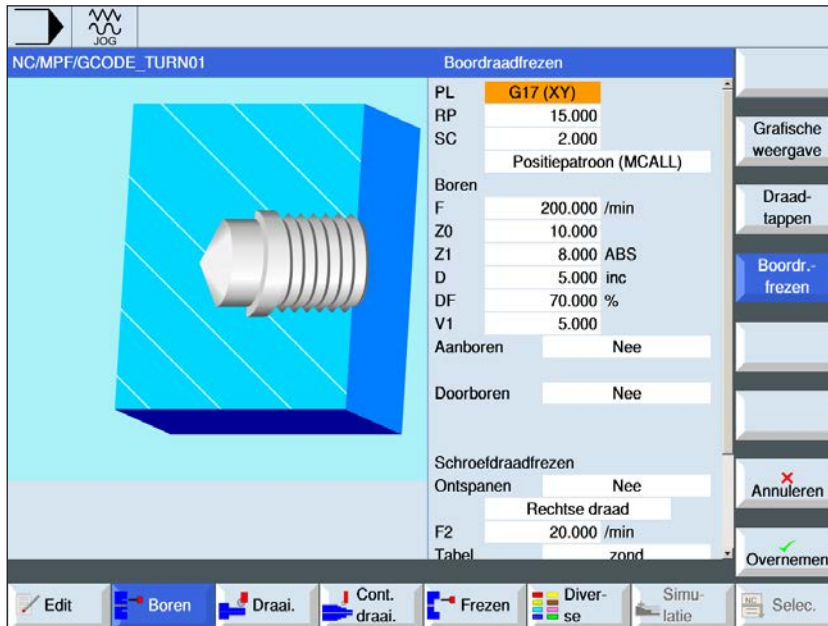 JOG
NC/MPF/GCODE_TURN01
Boordraadfrezen
PL G17 (XY)
RP 15.000
SC 2.000
Positiepatroon (MCALL)
Boren
F 200.000 /min
Z0 10.000
Z1 8.000 ABS
D 5.000 inc
DF 70.000 %
V1 5.000
Aanboren Nee
Doorboren Nee
Schroefdraadfrezen
Ontspanen Nee
Rechtse draad
F2 20.000 /min
Tabel zond
Grafische
weergave
Draad-
tappen
Boordr.-
frezen
Annuleren
Overnemen
Edit
Boren
Draai.
Cont.
draai.
Frezen
Diver-
se
Simu-
latie
NC
Selec.